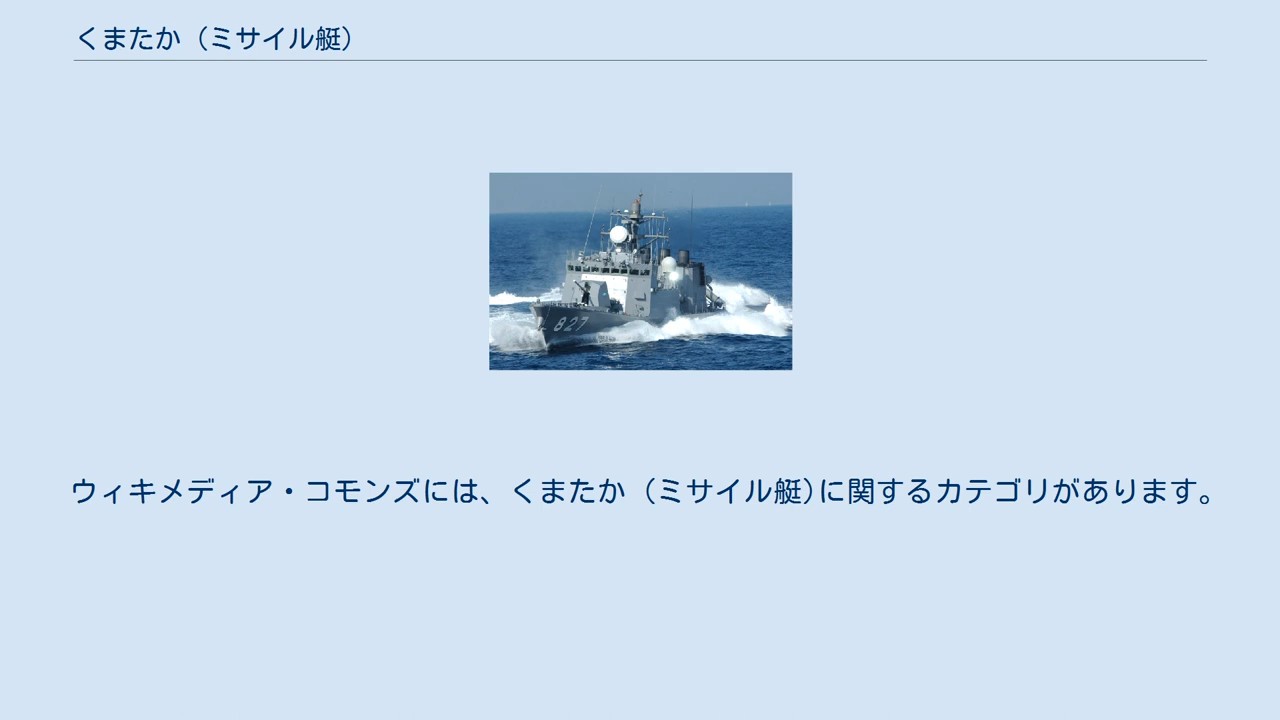 くまたか（ミサイル艇）
827
ウィキメディア・コモンズには、くまたか（ミサイル艇)に関するカテゴリがあります。